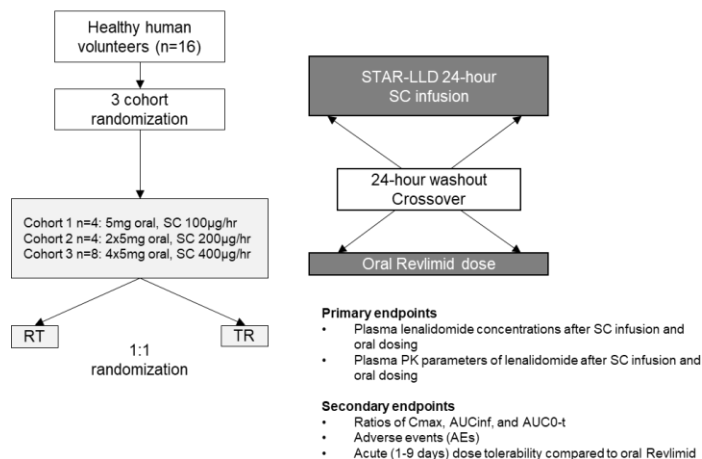 Healthy human
volunteers (n=16)
3 cohort
randomization
Cohort 1 n=4: 5mg oral, SC 100µg/hr
Cohort 2 n=4: 2x5mg oral, SC 200µg/hr
Cohort 3 n=8: 4x5mg oral, SC 400µg/hr
RT
TR
1:1
randomization
STAR-LLD 24-hour
SC infusion
24-hour washout
Crossover
Oral Revlimid dose
Primary endpoints
• Plasma lenalidomide concentrations after SC infusion and
oral dosing
• Plasma PK parameters of lenalidomide after SC infusion and
oral dosing
Secondary endpoints
• Ratios of Cmax, AUCinf, and AUC0-t
• Adverse events (AEs)
• Acute (1-9 days) dose tolerability compared to oral Revlimid